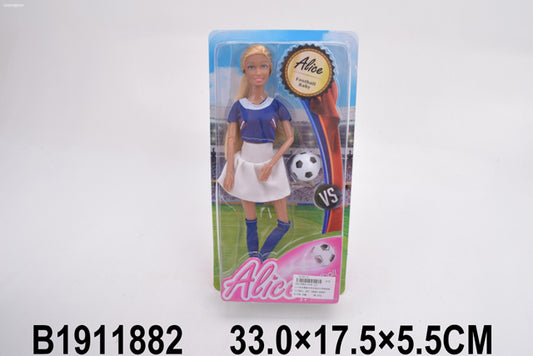 Alice
Football
Baby
VS
Alice
B1911882 33.0×17.5×5.5CM